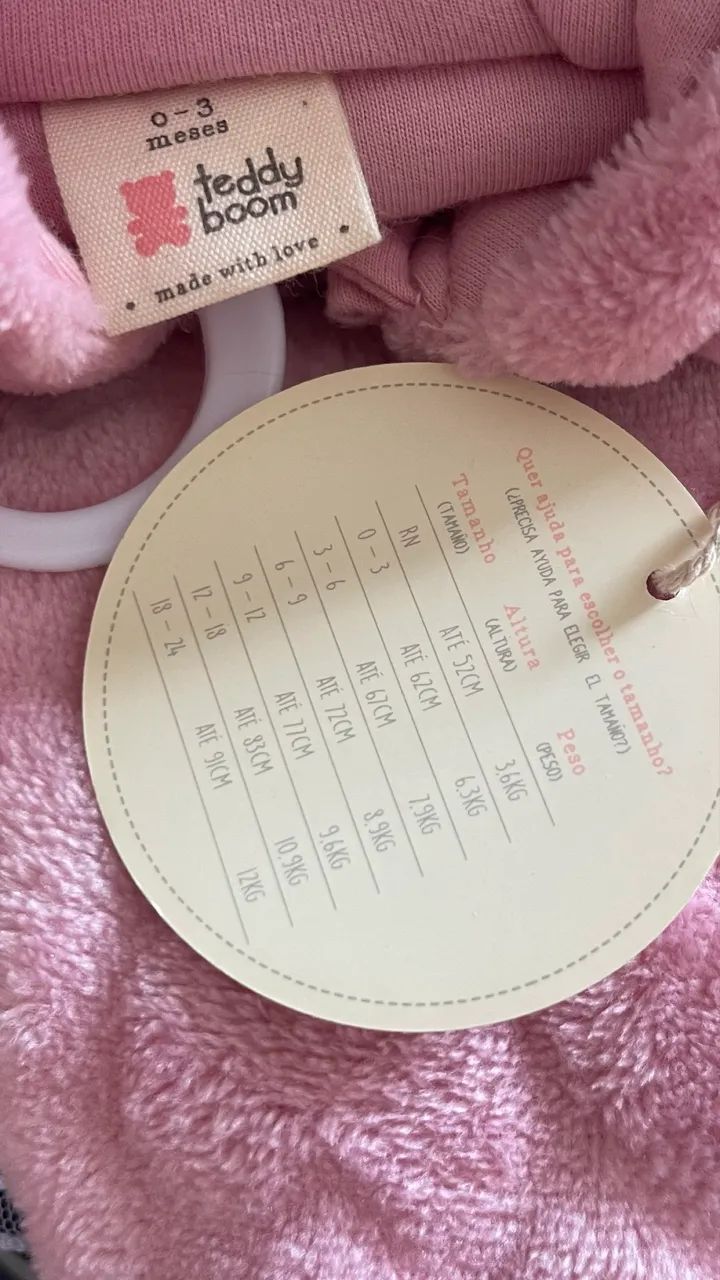 0 - 3
meses
teddy
boom
• made with love •
Quer ajuda para escolher o tamanho?
(¿PRECISA AYUDA PARA ELEGIR EL TAMAÑO?)
Tamanho Altura Peso
(TAMAÑO) (ALTURA) (PESO)
RN ATÉ 52CM 3,6KG
0 - 3 ATÉ 62CM 6,3KG
3 - 6 ATÉ 67CM 7,9KG
6 - 9 ATÉ 72CM 8,9KG
9 - 12 ATÉ 77CM 9,6KG
12 - 18 ATÉ 83CM 10,9KG
18 - 24 ATÉ 91CM 12KG